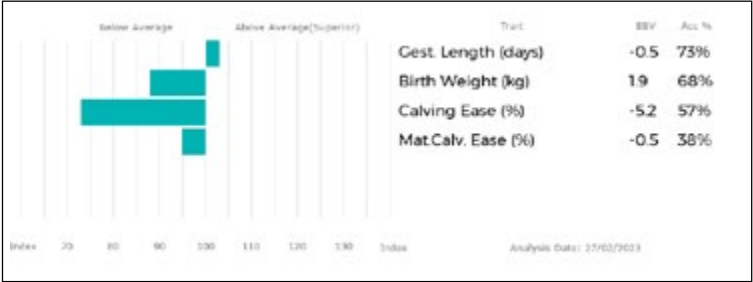 Below Average Above Average(Superior) Trait EBV Acc %
Gest. Length (days) -0.5 73%
Birth Weight (kg) 1.9 68%
Calving Ease (%) -5.2 57%
Mat.Calv. Ease (%) -0.5 38%
Index 70 80 90 100 110 120 130 Index Analysis Date: 27/02/2023